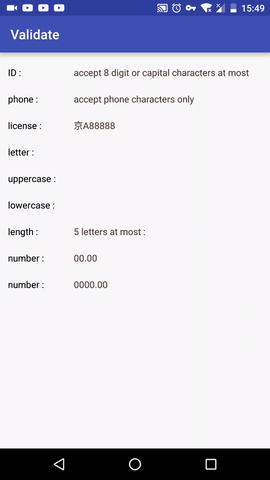 15:49
Validate
ID : accept 8 digit or capital characters at most
phone : accept phone characters only
license : 京A88888
letter :
uppercase :
lowercase :
length : 5 letters at most :
number : 00.00
number : 0000.00